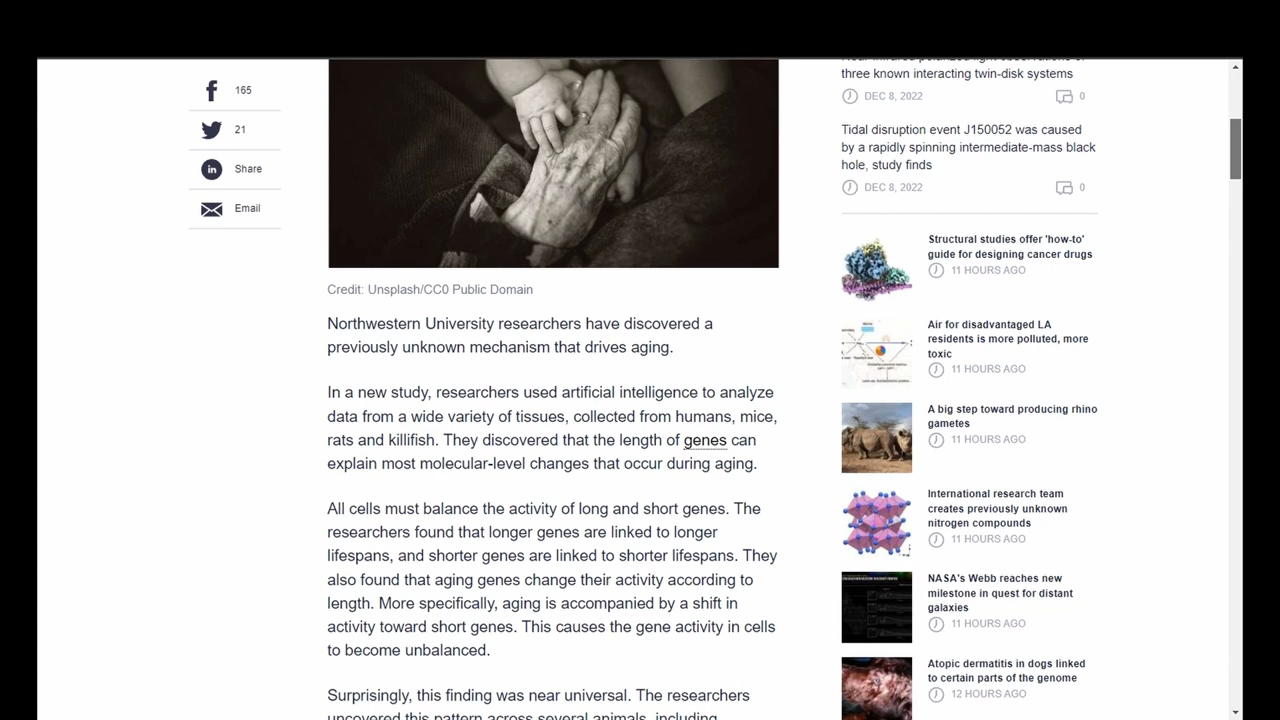 165
21
Share
Email
Credit: Unsplash/CC0 Public Domain
Northwestern University researchers have discovered a
previously unknown mechanism that drives aging.
In a new study, researchers used artificial intelligence to analyze
data from a wide variety of tissues, collected from humans, mice,
rats and killifish. They discovered that the length of genes can
explain most molecular-level changes that occur during aging.
All cells must balance the activity of long and short genes. The
researchers found that longer genes are linked to longer
lifespans, and shorter genes are linked to shorter lifespans. They
also found that aging genes change their activity according to
length. More specifically, aging is accompanied by a shift in
activity toward short genes. This causes the gene activity in cells
to become unbalanced.
Surprisingly, this finding was near universal. The researchers
uncovered this pattern across several animals, including
three known interacting twin-disk systems
DEC 8, 2022 0
Tidal disruption event J150052 was caused
by a rapidly spinning intermediate-mass black
hole, study finds
DEC 8, 2022 0
Structural studies offer 'how-to'
guide for designing cancer drugs
11 HOURS AGO
Air for disadvantaged LA
residents is more polluted, more
toxic
11 HOURS AGO
A big step toward producing rhino
gametes
11 HOURS AGO
International research team
creates previously unknown
nitrogen compounds
11 HOURS AGO
NASA's Webb reaches new
milestone in quest for distant
galaxies
11 HOURS AGO
Atopic dermatitis in dogs linked
to certain parts of the genome
12 HOURS AGO